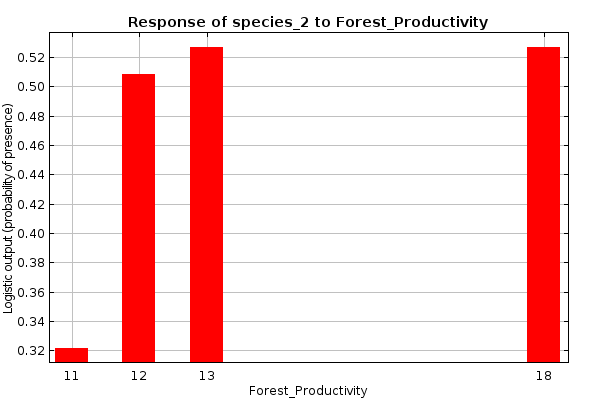 Response of species_2 to Forest_Productivity
Logistic output (probability of presence)
0.52
0.50
0.48
0.46
0.44
0.42
0.40
0.38
0.36
0.34
0.32
11 12 13 18
Forest_Productivity